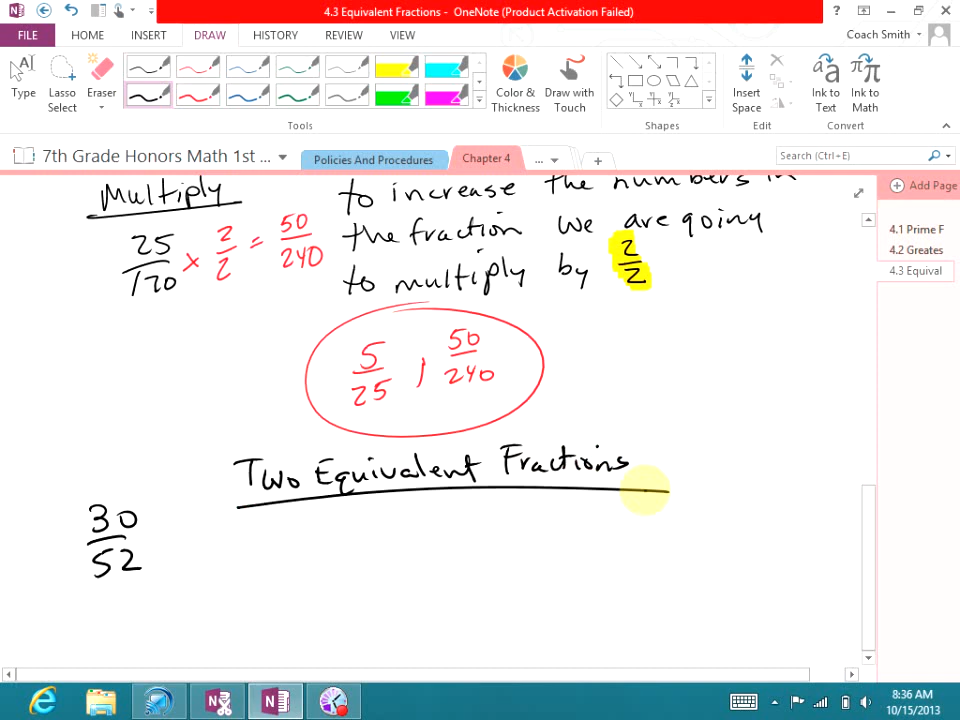 4.3 Equivalent Fractions - OneNote (Product Activation Failed)
FILE HOME INSERT DRAW HISTORY REVIEW VIEW Coach Smith
Type Lasso Select Eraser Color & Thickness Draw with Touch Insert Space Ink to Text Ink to Math
Tools Shapes Edit Convert
7th Grade Honors Math 1st ... Policies And Procedures Chapter 4 ... Search (Ctrl+E)
Add Page
4.1 Prime F
4.2 Greates
4.3 Equival
Multiply
to increase the numbers in
25/120 × 2/2 = 50/240
the fraction we are going
to multiply by 2/2
5/25 , 50/240
Two Equivalent Fractions
30/52
8:36 AM
10/15/2013